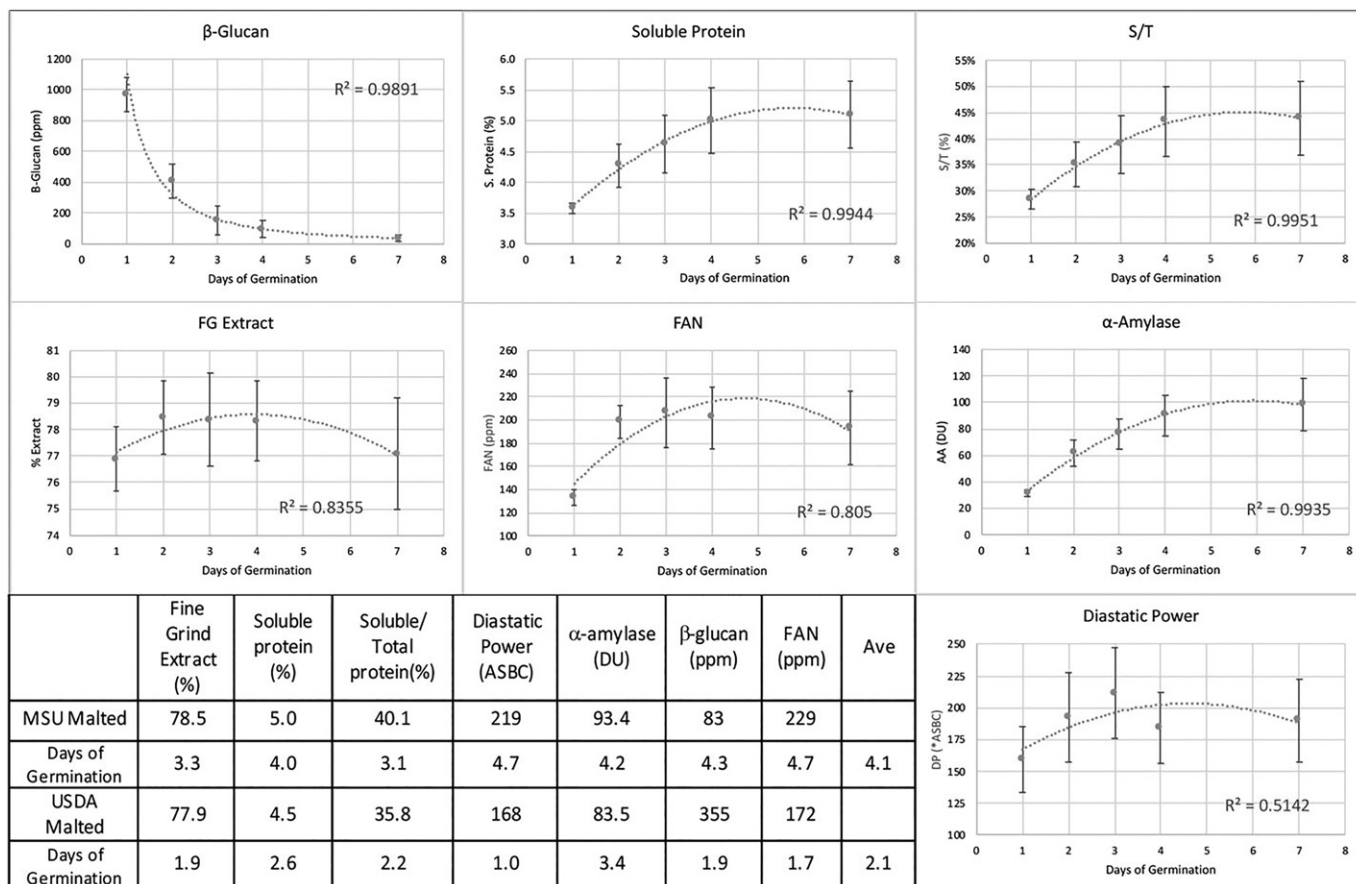 β-Glucan
1200
1000
800
600
400
200
0
B-Glucan (ppm)
R² = 0.9891
0 1 2 3 4 5 6 7 8
Days of Germination
Soluble Protein
6.0
5.5
5.0
4.5
4.0
3.5
3.0
S. Protein (%)
R² = 0.9944
0 1 2 3 4 5 6 7 8
Days of Germination
S/T
55%
50%
45%
40%
35%
30%
25%
20%
S/T (%)
R² = 0.9951
0 1 2 3 4 5 6 7 8
Days of Germination
FG Extract
81
80
79
78
77
76
75
74
% Extract
R² = 0.8355
0 1 2 3 4 5 6 7 8
Days of Germination
FAN
260
240
220
200
180
160
140
120
100
FAN (ppm)
R² = 0.805
0 1 2 3 4 5 6 7 8
Days of Germination
α-Amylase
140
120
100
80
60
40
20
0
AA (DU)
R² = 0.9935
0 1 2 3 4 5 6 7 8
Days of Germination
Fine
Grind
Extract
(%)
Soluble
protein
(%)
Soluble/
Total
protein(%)
Diastatic
Power
(ASBC)
α-amylase
(DU)
β-glucan
(ppm)
FAN
(ppm)
Ave
MSU Malted 78.5 5.0 40.1 219 93.4 83 229
Days of
Germination 3.3 4.0 3.1 4.7 4.2 4.3 4.7 4.1
USDA
Malted 77.9 4.5 35.8 168 83.5 355 172
Days of
Germination 1.9 2.6 2.2 1.0 3.4 1.9 1.7 2.1
Diastatic Power
250
225
200
175
150
125
100
DP (*ASBC)
R² = 0.5142
0 1 2 3 4 5 6 7 8
Days of Germination